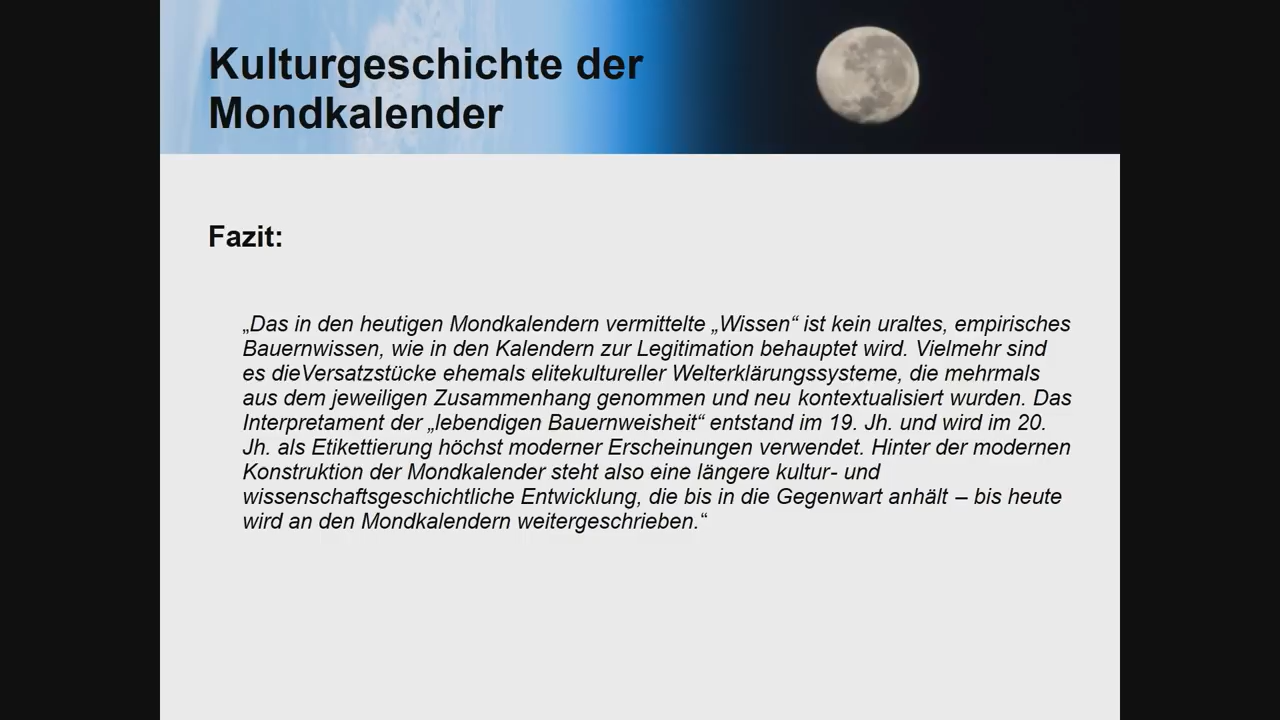 Kulturgeschichte der
Mondkalender
Fazit:
„Das in den heutigen Mondkalendern vermittelte „Wissen“ ist kein uraltes, empirisches
Bauernwissen, wie in den Kalendern zur Legitimation behauptet wird. Vielmehr sind
es dieVersatzstücke ehemals elitekultureller Welterklärungssysteme, die mehrmals
aus dem jeweiligen Zusammenhang genommen und neu kontextualisiert wurden. Das
Interpretament der „lebendigen Bauernweisheit“ entstand im 19. Jh. und wird im 20.
Jh. als Etikettierung höchst moderner Erscheinungen verwendet. Hinter der modernen
Konstruktion der Mondkalender steht also eine längere kultur- und
wissenschaftsgeschichtliche Entwicklung, die bis in die Gegenwart anhält – bis heute
wird an den Mondkalendern weitergeschrieben.“